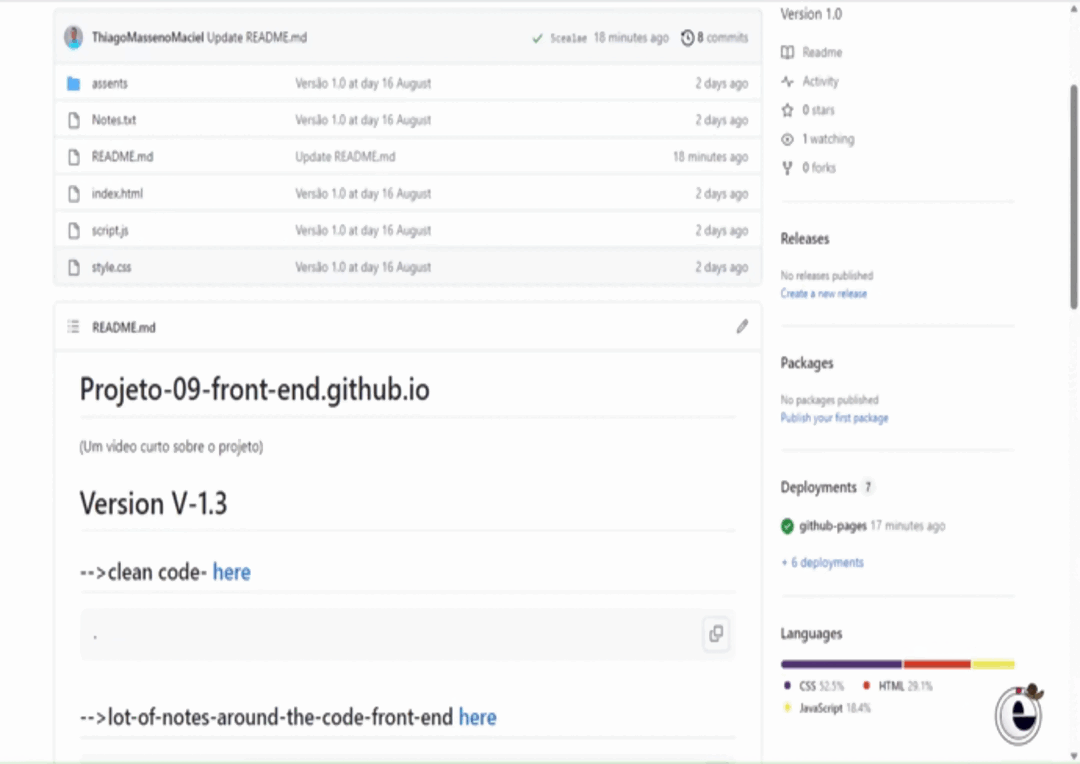 ThiagoMassenoMaciel Update README.md 5cea1ae 18 minutes ago 8 commits
assents Versão 1.0 at day 16 August 2 days ago
Notes.txt Versão 1.0 at day 16 August 2 days ago
README.md Update README.md 18 minutes ago
index.html Versão 1.0 at day 16 August 2 days ago
script.js Versão 1.0 at day 16 August 2 days ago
style.css Versão 1.0 at day 16 August 2 days ago
README.md
Projeto-09-front-end.github.io
(Um video curto sobre o projeto)
Version V-1.3
-->clean code- here
.
-->lot-of-notes-around-the-code-front-end here
Version 1.0
Readme
Activity
0 stars
1 watching
0 forks
Releases
No releases published
Create a new release
Packages
No packages published
Publish your first package
Deployments 7
github-pages 17 minutes ago
+ 6 deployments
Languages
CSS 52.5% HTML 29.1%
JavaScript 18.4%